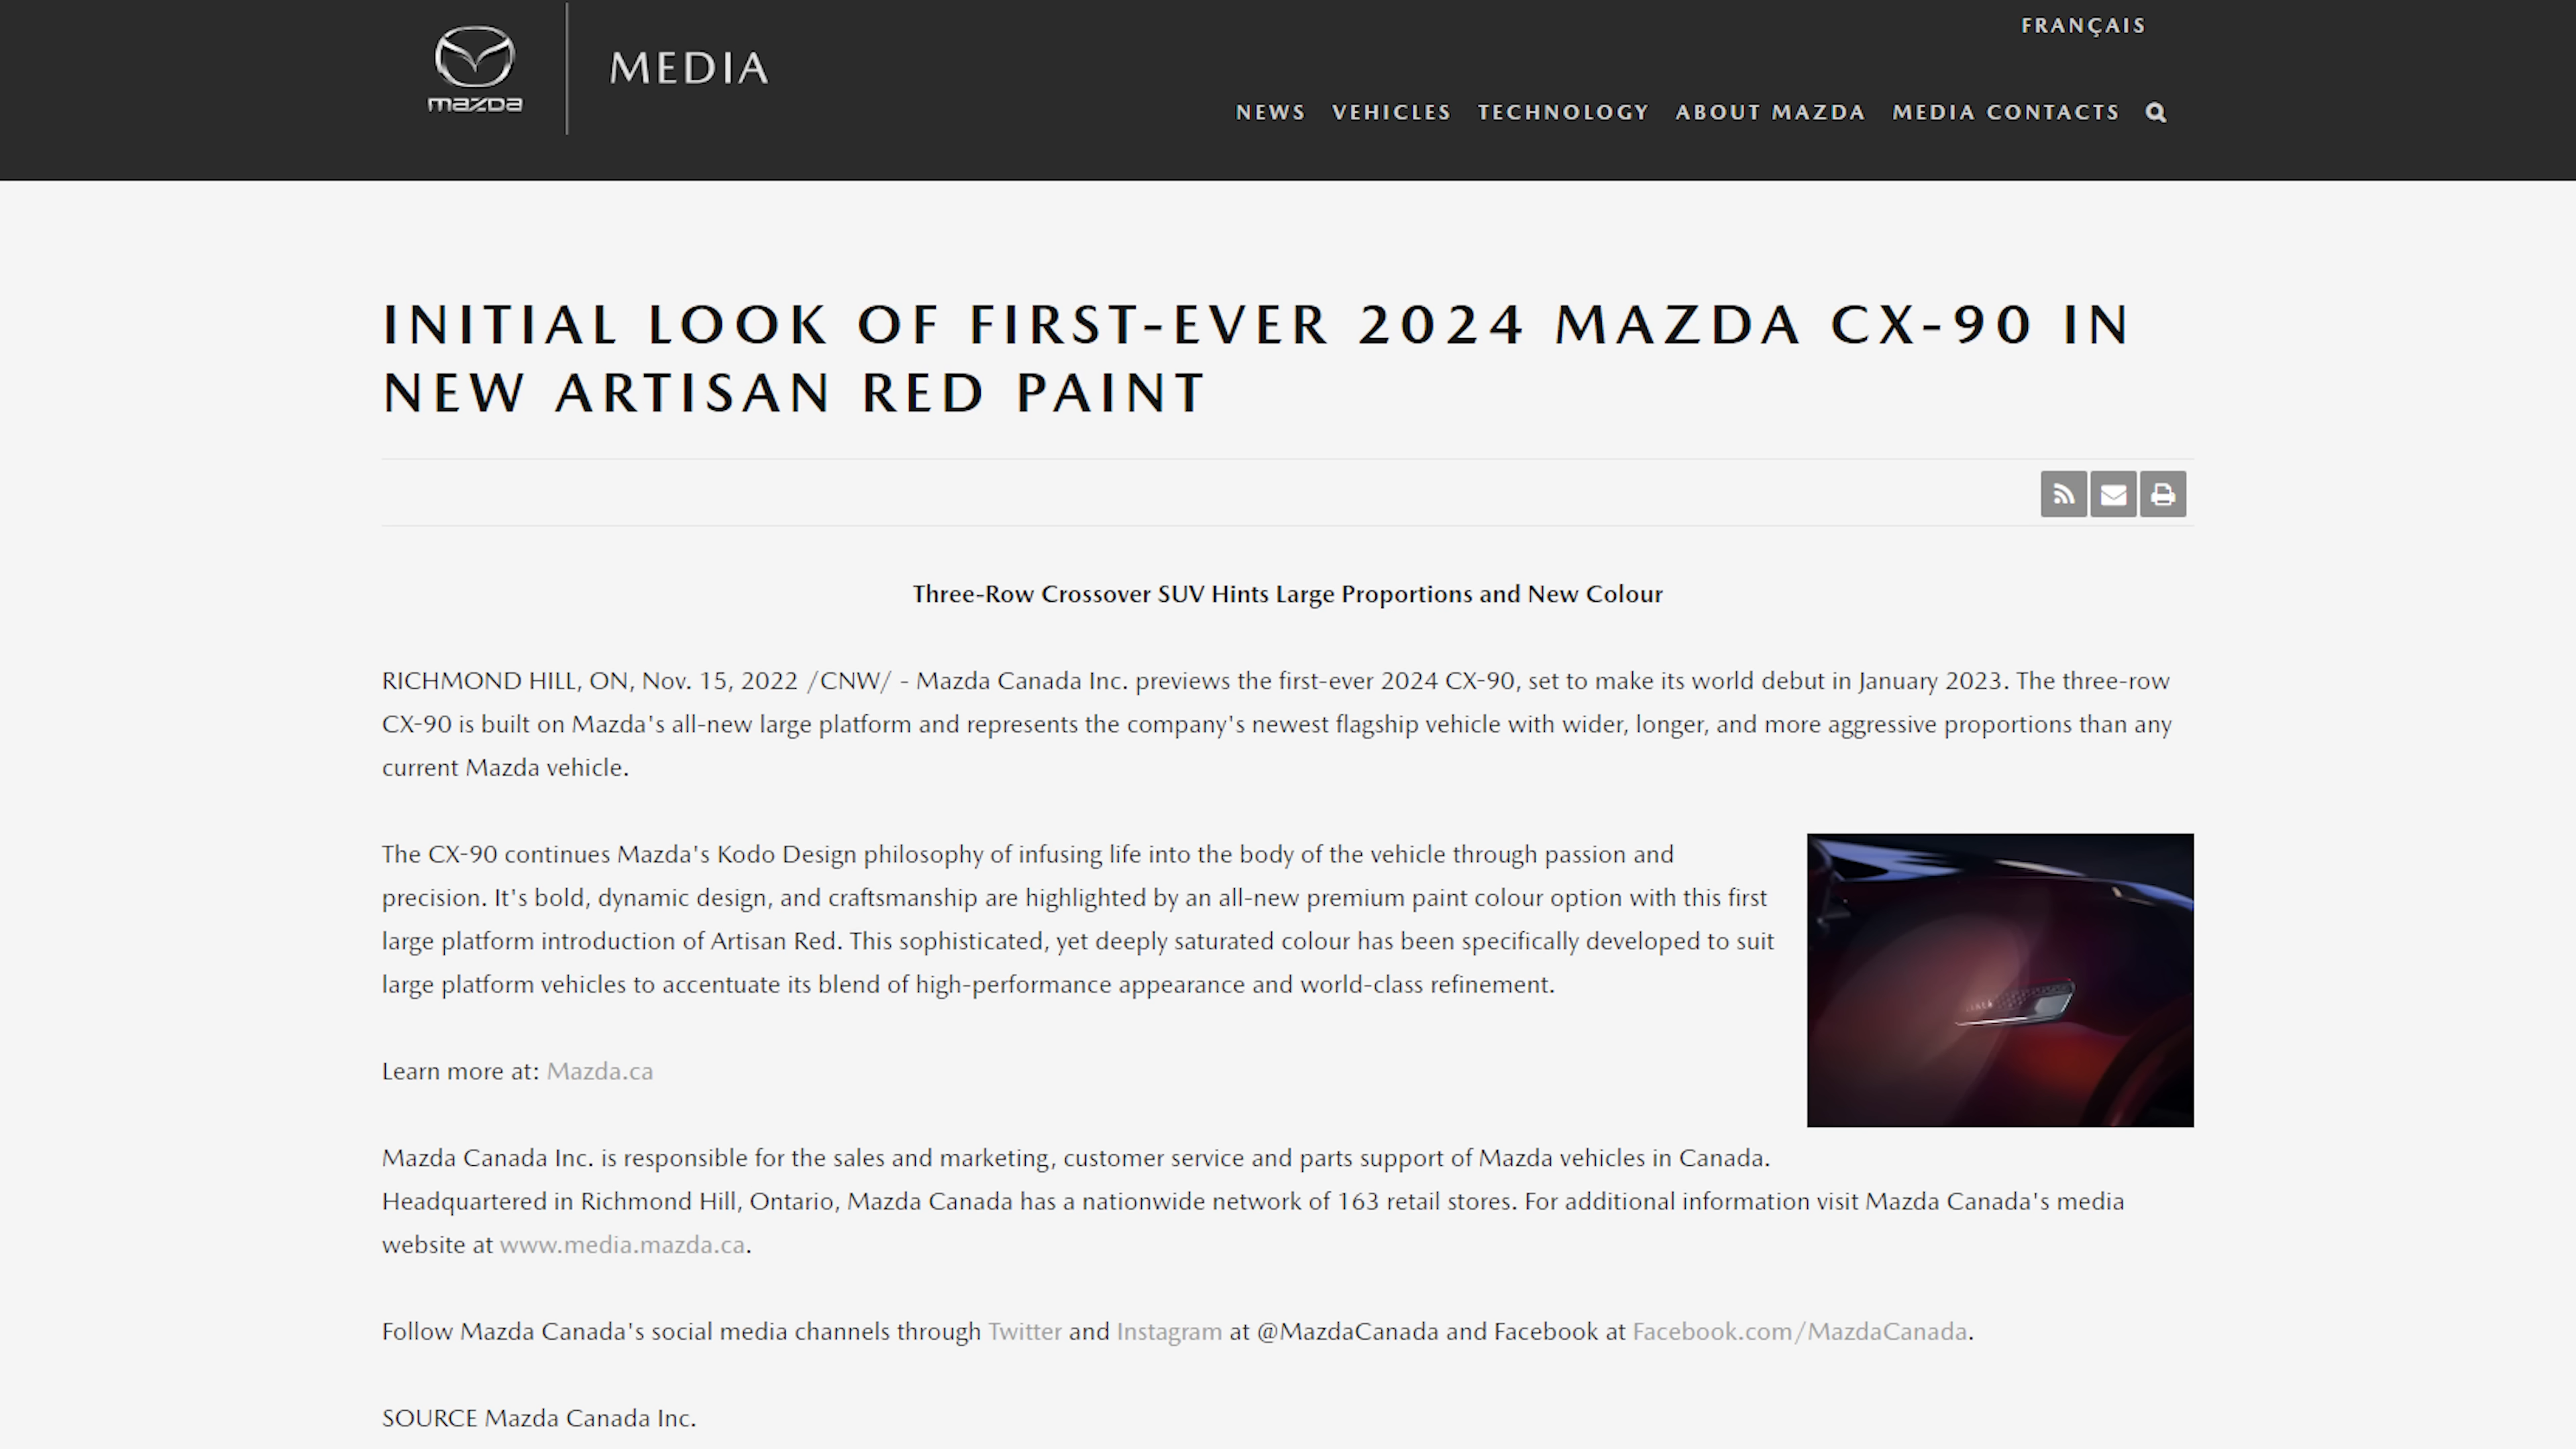 FRANÇAIS
mazda
MEDIA
NEWS VEHICLES TECHNOLOGY ABOUT MAZDA MEDIA CONTACTS
INITIAL LOOK OF FIRST-EVER 2024 MAZDA CX-90 IN
NEW ARTISAN RED PAINT
Three-Row Crossover SUV Hints Large Proportions and New Colour
RICHMOND HILL, ON, Nov. 15, 2022 /CNW/ - Mazda Canada Inc. previews the first-ever 2024 CX-90, set to make its world debut in January 2023. The three-row
CX-90 is built on Mazda's all-new large platform and represents the company's newest flagship vehicle with wider, longer, and more aggressive proportions than any
current Mazda vehicle.
The CX-90 continues Mazda's Kodo Design philosophy of infusing life into the body of the vehicle through passion and
precision. It's bold, dynamic design, and craftsmanship are highlighted by an all-new premium paint colour option with this first
large platform introduction of Artisan Red. This sophisticated, yet deeply saturated colour has been specifically developed to suit
large platform vehicles to accentuate its blend of high-performance appearance and world-class refinement.
Learn more at: Mazda.ca
Mazda Canada Inc. is responsible for the sales and marketing, customer service and parts support of Mazda vehicles in Canada.
Headquartered in Richmond Hill, Ontario, Mazda Canada has a nationwide network of 163 retail stores. For additional information visit Mazda Canada's media
website at www.media.mazda.ca.
Follow Mazda Canada's social media channels through Twitter and Instagram at @MazdaCanada and Facebook at Facebook.com/MazdaCanada.
SOURCE Mazda Canada Inc.